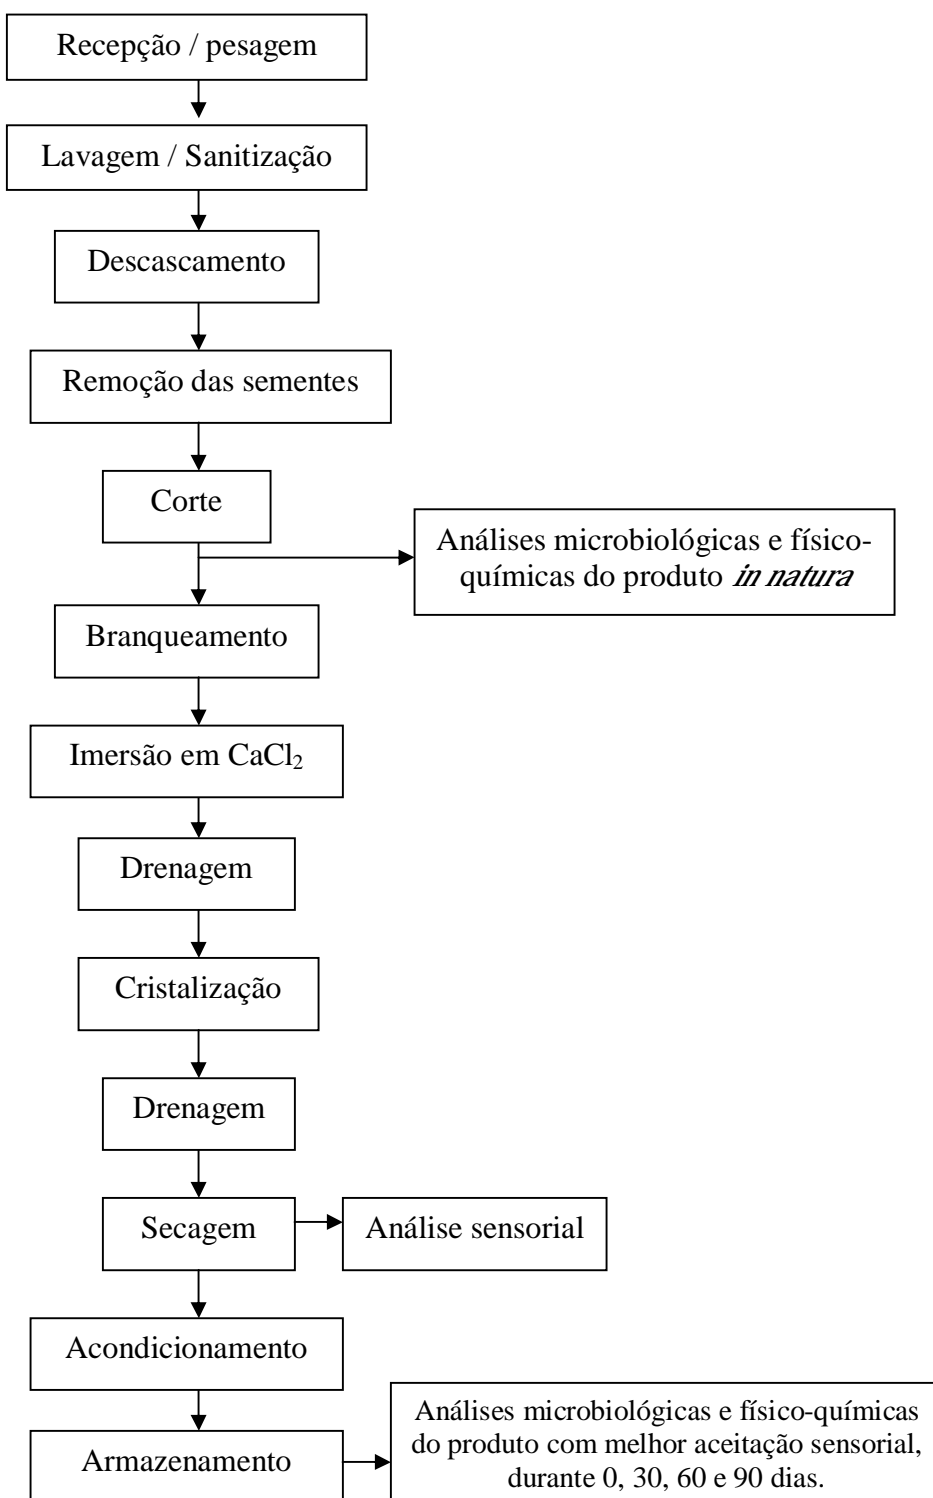 Recepção / pesagem
Lavagem / Sanitização
Descascamento
Remoção das sementes
Corte
Análises microbiológicas e físico-
químicas do produto in natura
Branqueamento
Imersão em CaCl₂
Drenagem
Cristalização
Drenagem
Secagem
Análise sensorial
Acondicionamento
Armazenamento
Análises microbiológicas e físico-químicas
do produto com melhor aceitação sensorial,
durante 0, 30, 60 e 90 dias.